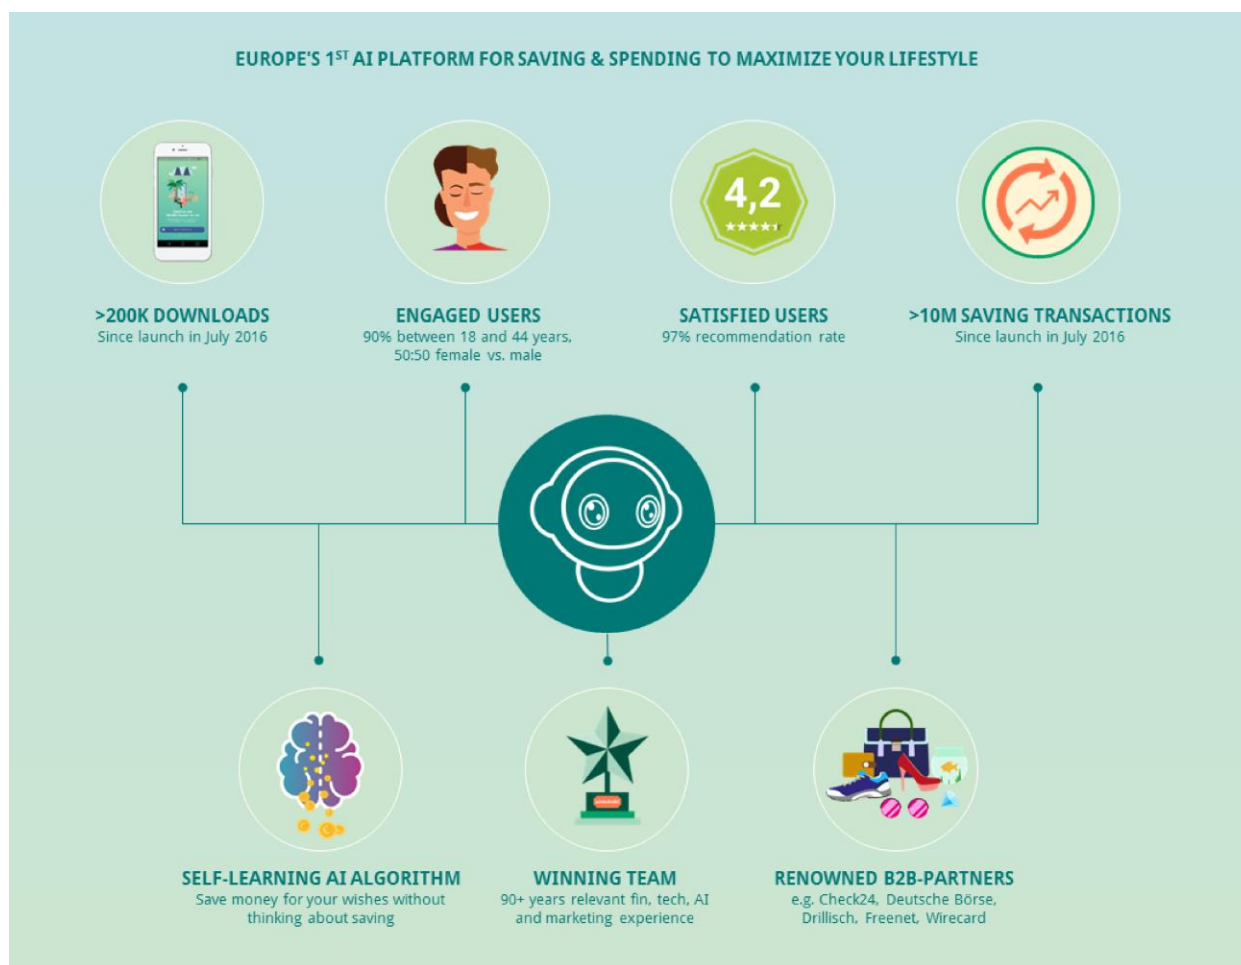 EUROPE'S 1ST AI PLATFORM FOR SAVING & SPENDING TO MAXIMIZE YOUR LIFESTYLE
4,2
>200K DOWNLOADS
Since launch in July 2016
ENGAGED USERS
90% between 18 and 44 years,
50:50 female vs. male
SATISFIED USERS
97% recommendation rate
>10M SAVING TRANSACTIONS
Since launch in July 2016
SELF-LEARNING AI ALGORITHM
Save money for your wishes without
thinking about saving
WINNING TEAM
90+ years relevant fin, tech, AI
and marketing experience
RENOWNED B2B-PARTNERS
e.g. Check24, Deutsche Börse,
Drillisch, Freenet, Wirecard